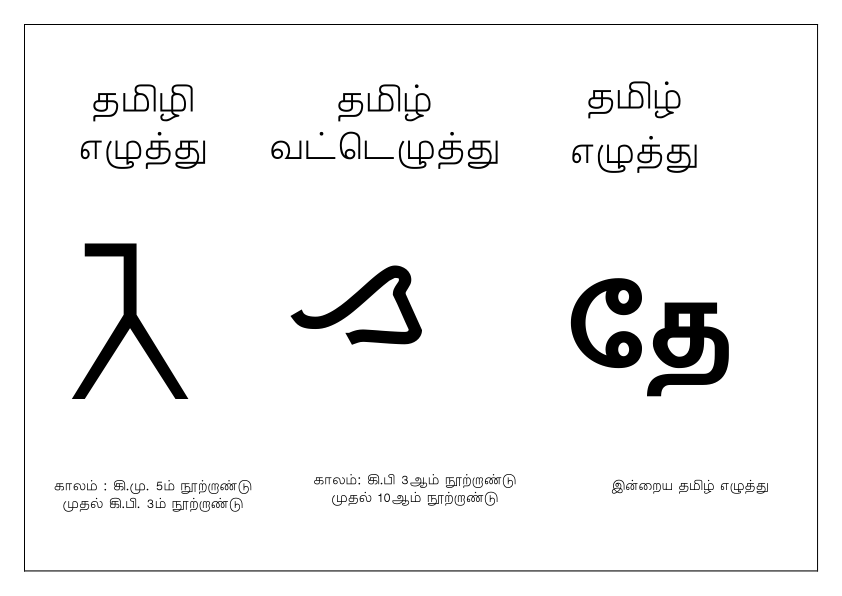 தமிழி
எழுத்து
தமிழ்
வட்டெழுத்து
தமிழ்
எழுத்து
தே
காலம் : கி.மு. 5ம் நூற்றாண்டு
முதல் கி.பி. 3ம் நூற்றாண்டு
காலம்: கி.பி 3ஆம் நூற்றாண்டு
முதல் 10ஆம் நூற்றாண்டு
இன்றைய தமிழ் எழுத்து